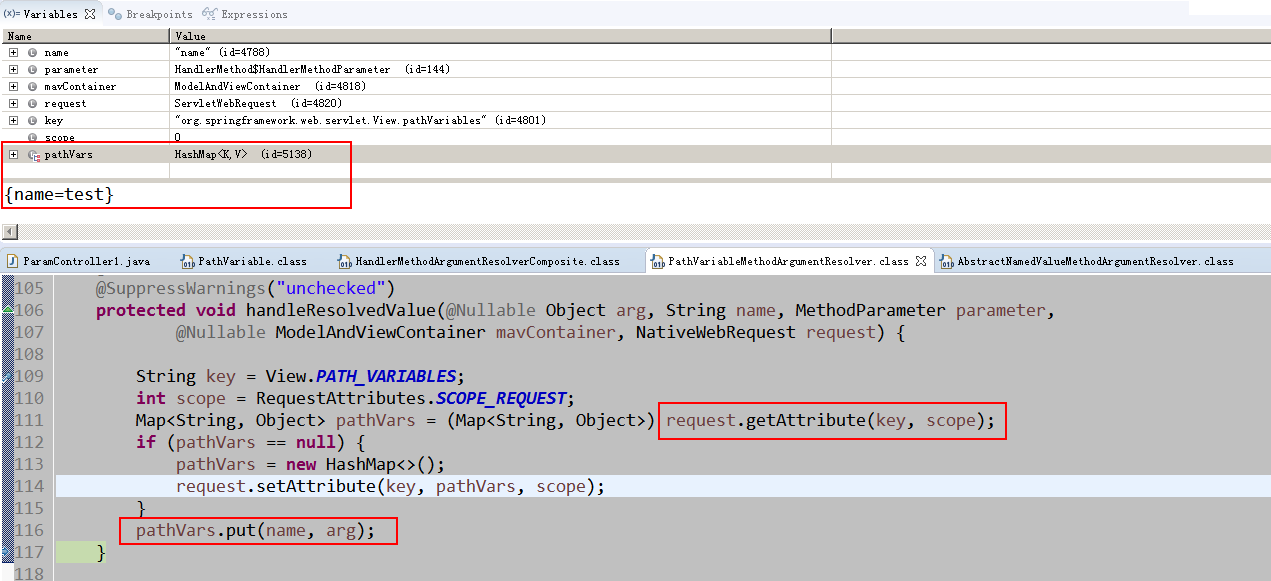 (x)= Variables Breakpoints Expressions
Name Value
name "name" (id=4788)
parameter HandlerMethod$HandlerMethodParameter (id=144)
mavContainer ModelAndViewContainer (id=4818)
request ServletWebRequest (id=4820)
key "org.springframework.web.servlet.View.pathVariables" (id=4801)
scope 0
pathVars HashMap<K,V> (id=5138)
{name=test}
ParamController1.java PathVariable.class HandlerMethodArgumentResolverComposite.class PathVariableMethodArgumentResolver.class AbstractNamedValueMethodArgumentResolver.class
105 @SuppressWarnings("unchecked")
106 protected void handleResolvedValue(@Nullable Object arg, String name, MethodParameter parameter,
107 @Nullable ModelAndViewContainer mavContainer, NativeWebRequest request) {
108
109 String key = View.PATH_VARIABLES;
110 int scope = RequestAttributes.SCOPE_REQUEST;
111 Map<String, Object> pathVars = (Map<String, Object>) request.getAttribute(key, scope);
112 if (pathVars == null) {
113 pathVars = new HashMap<>();
114 request.setAttribute(key, pathVars, scope);
115 }
116 pathVars.put(name, arg);
117 }
118